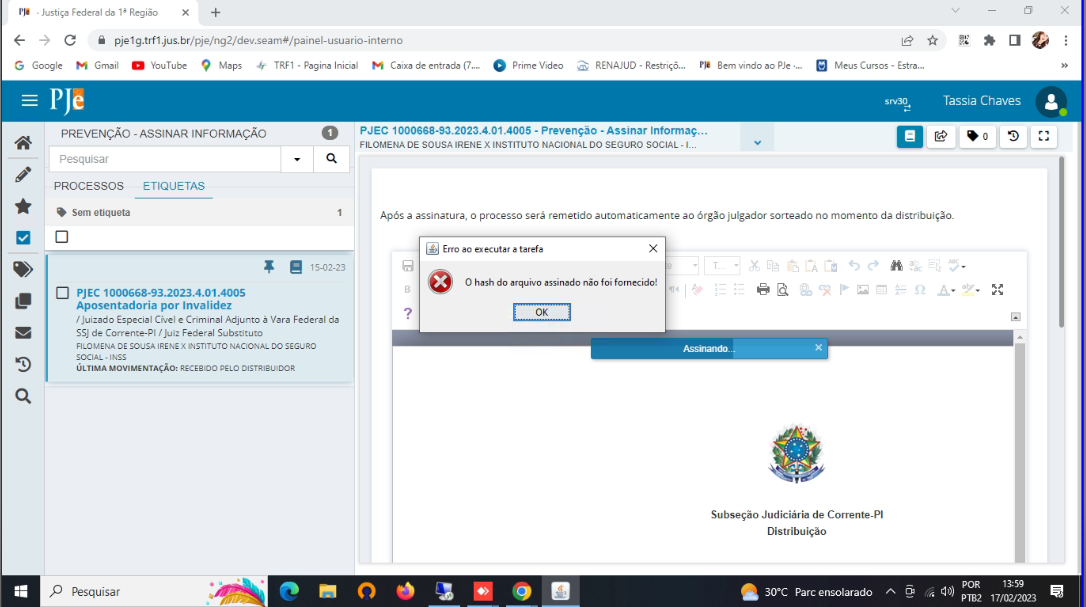 PJe - Justiça Federal da 1ª Região
pje1g.trf1.jus.br/pje/ng2/dev.seam#/painel-usuario-interno
Google
Gmail
YouTube
Maps
TRF1 - Pagina Inicial
Caixa de entrada (7....
Prime Video
RENAJUD - Restriçõ...
Bem vindo ao PJe -...
Meus Cursos - Estra...
»
PJe
srv30
Tassia Chaves
PREVENÇÃO - ASSINAR INFORMAÇÃO
1
Pesquisar
PROCESSOS
ETIQUETAS
Sem etiqueta
1
15-02-23
PJEC 1000668-93.2023.4.01.4005
Aposentadoria por Invalidez
/ Juizado Especial Cível e Criminal Adjunto à Vara Federal da
SSJ de Corrente-PI / Juiz Federal Substituto
FILOMENA DE SOUSA IRENE X INSTITUTO NACIONAL DO SEGURO
SOCIAL - INSS
ÚLTIMA MOVIMENTAÇÃO: RECEBIDO PELO DISTRIBUIDOR
PJEC 1000668-93.2023.4.01.4005 - Prevenção - Assinar Informaç...
FILOMENA DE SOUSA IRENE X INSTITUTO NACIONAL DO SEGURO SOCIAL - I...
0
Após a assinatura, o processo será remetido automaticamente ao órgão julgador sorteado no momento da distribuição.
T...
B
?
Erro ao executar a tarefa
O hash do arquivo assinado não foi fornecido!
OK
Assinando...
Subseção Judiciária de Corrente-PI
Distribuição
Pesquisar
30°C Parc ensolarado
POR
PTB2
13:59
17/02/2023